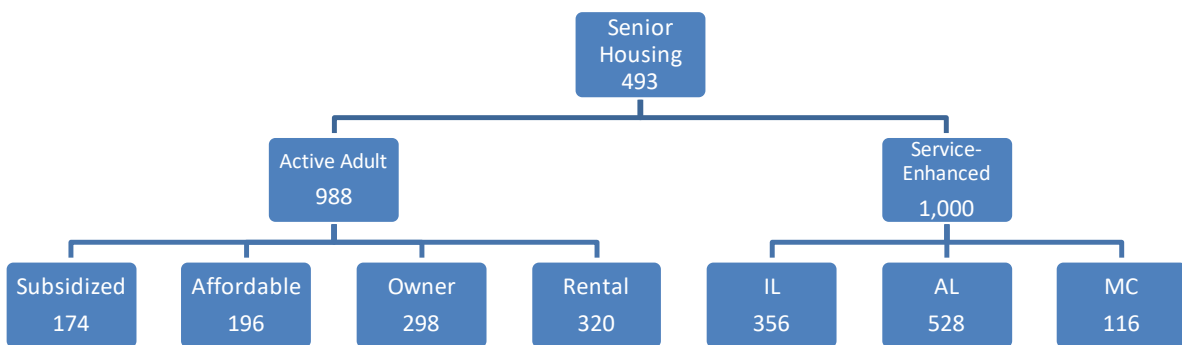 Senior
Housing
493
Active Adult
988
Service-
Enhanced
1,000
Subsidized
174
Affordable
196
Owner
298
Rental
320
IL
356
AL
528
MC
116